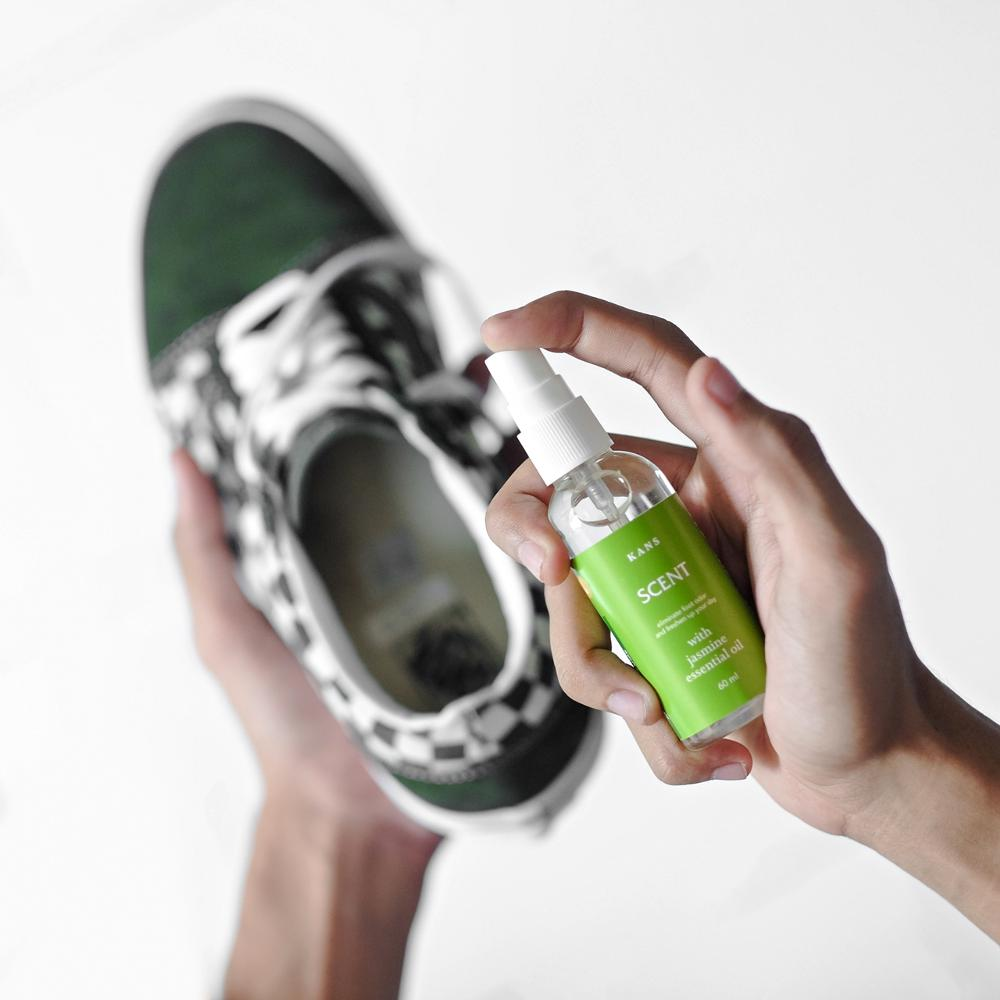 KANS
SCENT
eliminate foot odor
and freshen up your day
with
jasmine
essential oil
60 ml